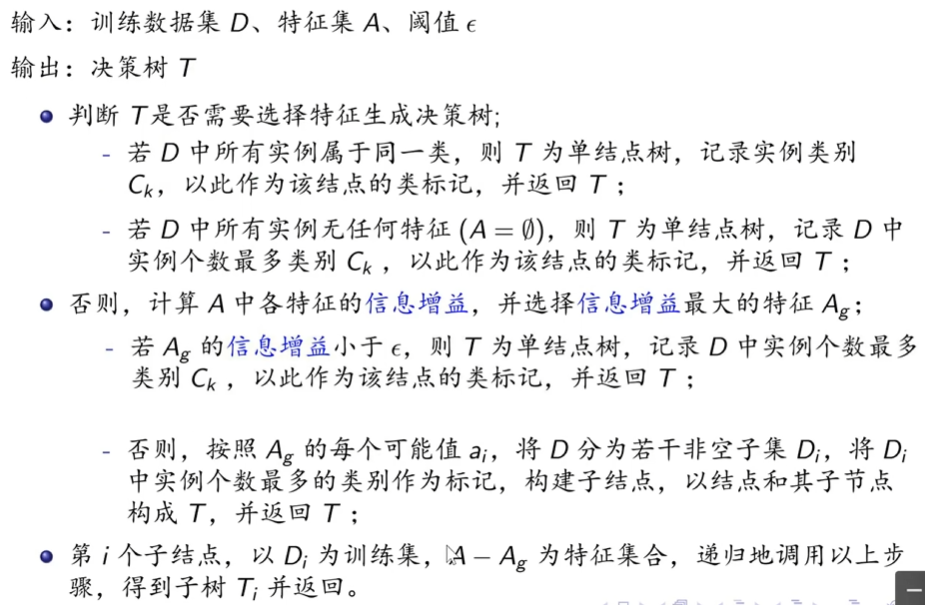 输入：训练数据集 D、特征集 A、阈值 ϵ
输出：决策树 T
判断 T是否需要选择特征生成决策树;
- 若 D 中所有实例属于同一类，则 T 为单结点树，记录实例类别
Cₖ，以此作为该结点的类标记，并返回 T；
- 若 D 中所有实例无任何特征 (A = ∅)，则 T 为单结点树，记录 D 中
实例个数最多类别 Cₖ ，以此作为该结点的类标记，并返回 T；
否则，计算 A 中各特征的信息增益，并选择信息增益最大的特征 A_g；
- 若 A_g 的信息增益小于 ϵ，则 T 为单结点树，记录 D 中实例个数最多
类别 Cₖ ，以此作为该结点的类标记，并返回 T；
- 否则，按照 A_g 的每个可能值 aᵢ，将 D 分为若干非空子集 Dᵢ，将 Dᵢ
中实例个数最多的类别作为标记，构建子结点，以结点和其子节点
构成 T，并返回 T；
第 i 个子结点，以 Dᵢ 为训练集，A − A_g 为特征集合，递归地调用以上步
骤，得到子树 Tᵢ 并返回。